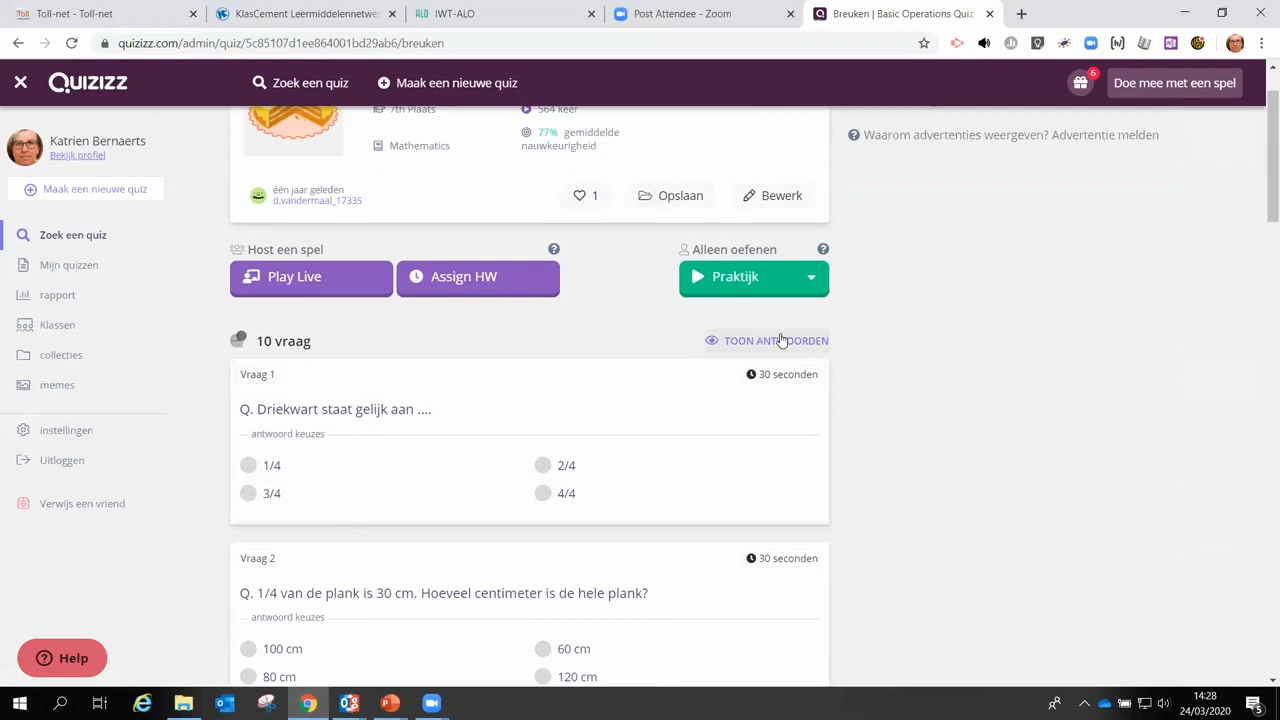 Toll-net - Toll-net
KlasCement Leermiddelennetwer
IWT-ALO
Post Attendee - Zoom
Breuken | Basic Operations Quiz
quizizz.com/admin/quiz/5c85107d1ee864001bd29ab6/breuken
QUIZIZZ
Zoek een quiz
Maak een nieuwe quiz
6
Doe mee met een spel
Katrien Bernaerts
Bekijk profiel
Maak een nieuwe quiz
Zoek een quiz
Mijn quizzen
rapport
Klassen
collecties
memes
instellingen
Uitloggen
Verwijs een vriend
Help
7th Plaats
564 keer
Mathematics
77% gemiddelde
nauwkeurigheid
Waarom advertenties weergeven? Advertentie melden
één jaar geleden
d.vandermaal_17335
1
Opslaan
Bewerk
Host een spel
Alleen oefenen
Play Live
Assign HW
Praktijk
10 vraag
TOON ANTWOORDEN
Vraag 1
30 seconden
Q. Driekwart staat gelijk aan ....
antwoord keuzes
1/4
2/4
3/4
4/4
Vraag 2
30 seconden
Q. 1/4 van de plank is 30 cm. Hoeveel centimeter is de hele plank?
antwoord keuzes
100 cm
60 cm
80 cm
120 cm
14:28
24/03/2020
5